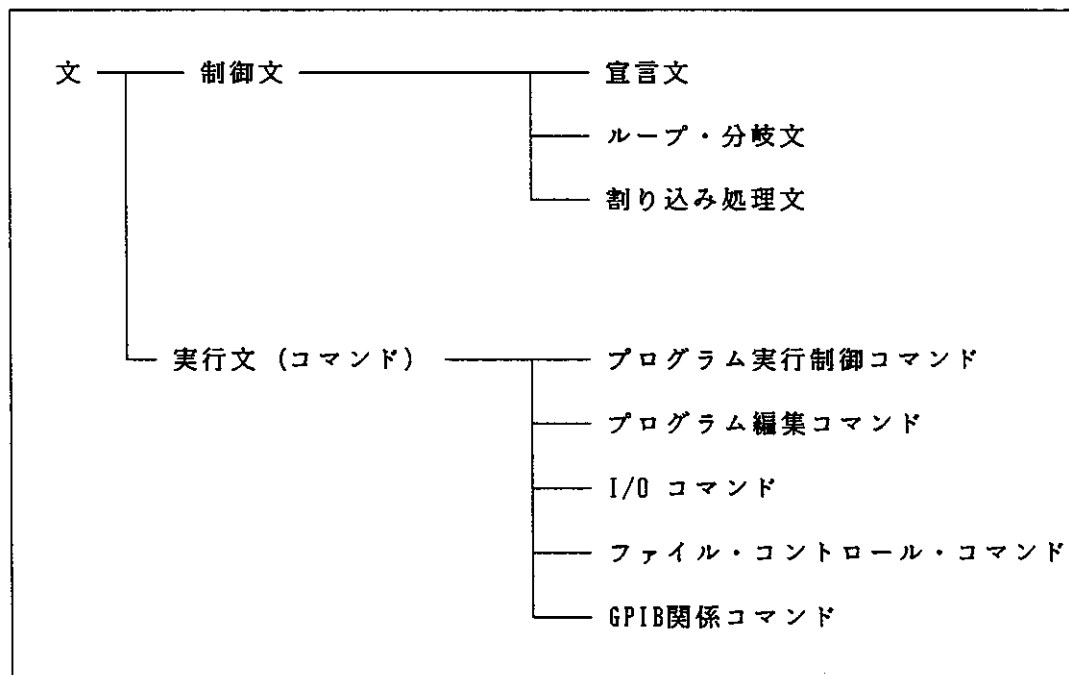 文 制御文 宣言文
ループ・分岐文
割り込み処理文
実行文 (コマンド) プログラム実行制御コマンド
プログラム編集コマンド
I/O コマンド
ファイル・コントロール・コマンド
GPIB関係コマンド